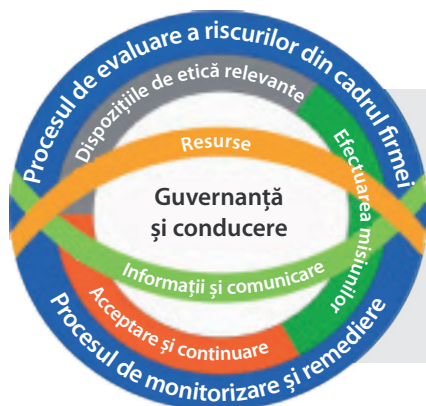 Procesul de evaluare a riscurilor din cadrul firmei
Dispozițiile de etică relevante
Resurse
Efectuarea misiunilor
Guvernanță
și conducere
Informații și comunicare
Acceptare și continuare
Procesul de monitorizare și remediere